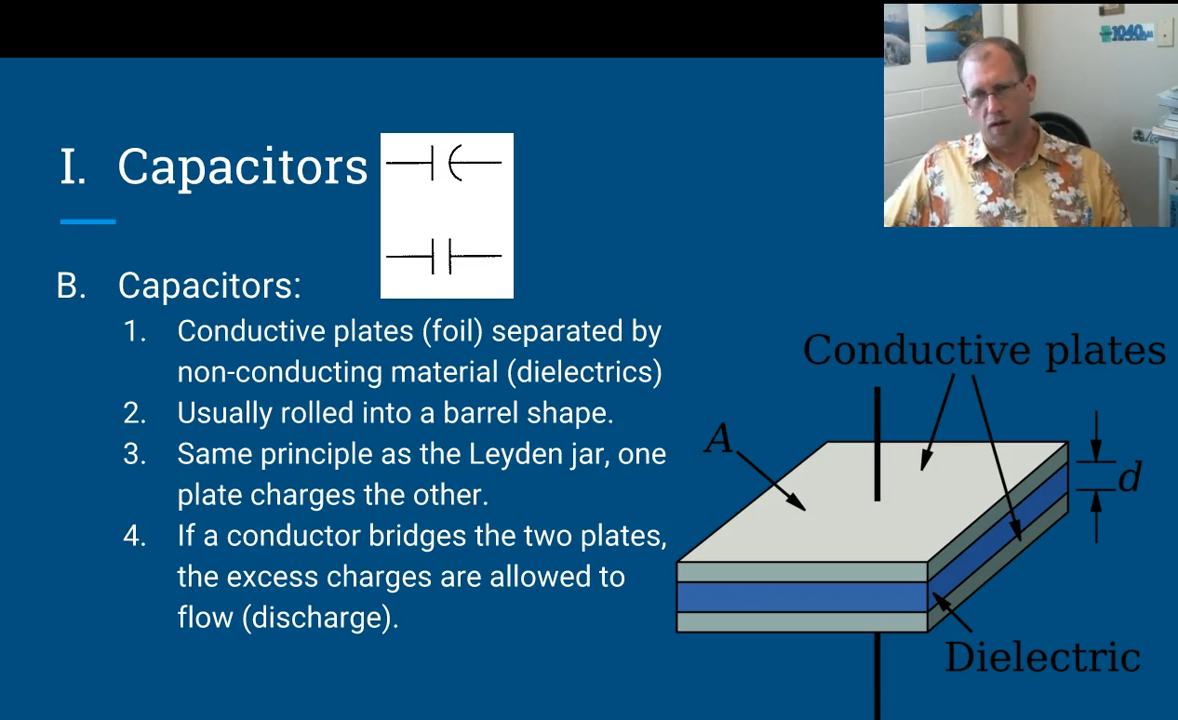 1040
I. Capacitors
B. Capacitors:
1. Conductive plates (foil) separated by
non-conducting material (dielectrics)
2. Usually rolled into a barrel shape.
3. Same principle as the Leyden jar, one
plate charges the other.
4. If a conductor bridges the two plates,
the excess charges are allowed to
flow (discharge).
Conductive plates
A
d
Dielectric